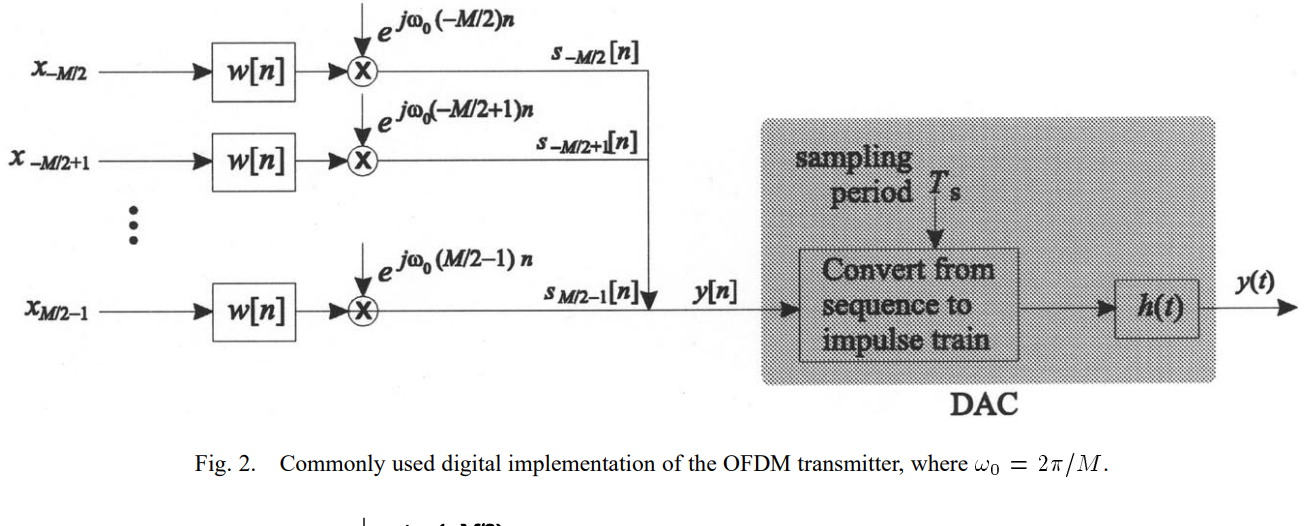 e^{jω₀(−M/2)n}
x_{−M/2} w[n] X s_{−M/2}[n]
e^{jω₀(−M/2+1)n}
x_{−M/2+1} w[n] X s_{−M/2+1}[n]
sampling
period T_s
e^{jω₀(M/2−1)n}
Convert from
sequence to
impulse train
x_{M/2−1} w[n] X s_{M/2−1}[n] y[n] h(t) y(t)
DAC
Fig. 2. Commonly used digital implementation of the OFDM transmitter, where ω₀ = 2π/M.